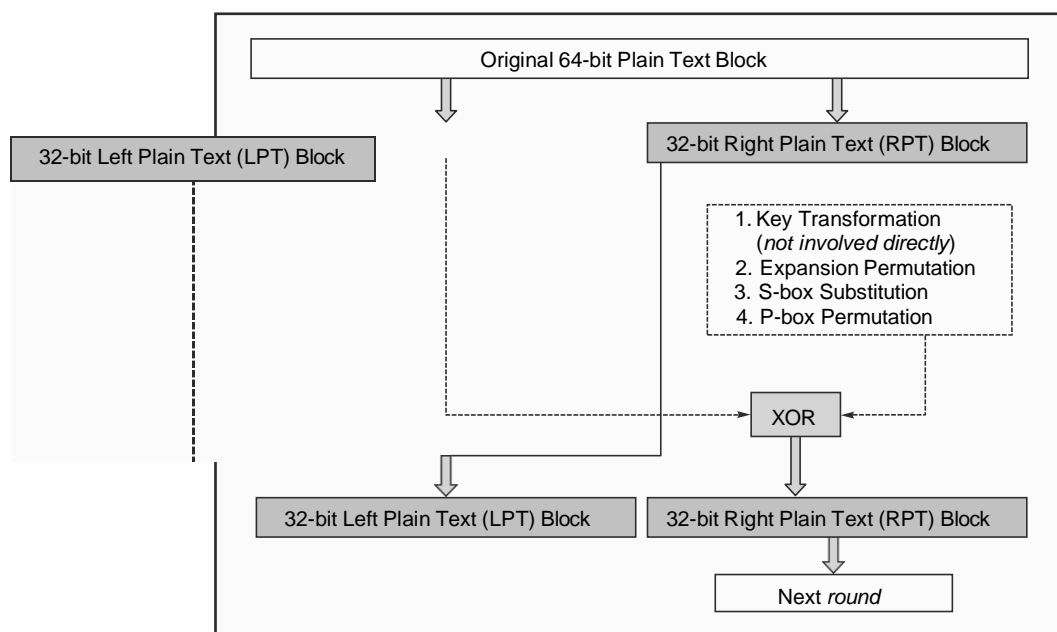 Original 64-bit Plain Text Block
32-bit Left Plain Text (LPT) Block
32-bit Right Plain Text (RPT) Block
1. Key Transformation
(not involved directly)
2. Expansion Permutation
3. S-box Substitution
4. P-box Permutation
XOR
32-bit Left Plain Text (LPT) Block
32-bit Right Plain Text (RPT) Block
Next round